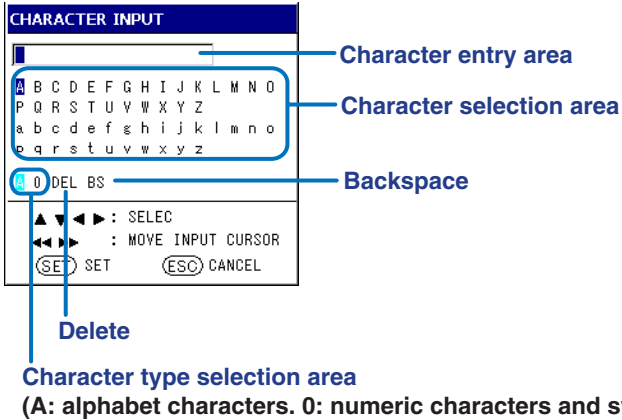 CHARACTER INPUT
Character entry area
A B C D E F G H I J K L M N O
P Q R S T U V W X Y Z
a b c d e f g h i j k l m n o
p q r s t u v w x y z
Character selection area
A 0 DEL BS
Backspace
▲ ▼ ◀ ▶ : SELEC
◀◀ ▶▶ : MOVE INPUT CURSOR
SET SET ESC CANCEL
Delete
Character type selection area
(A: alphabet characters. 0: numeric characters and